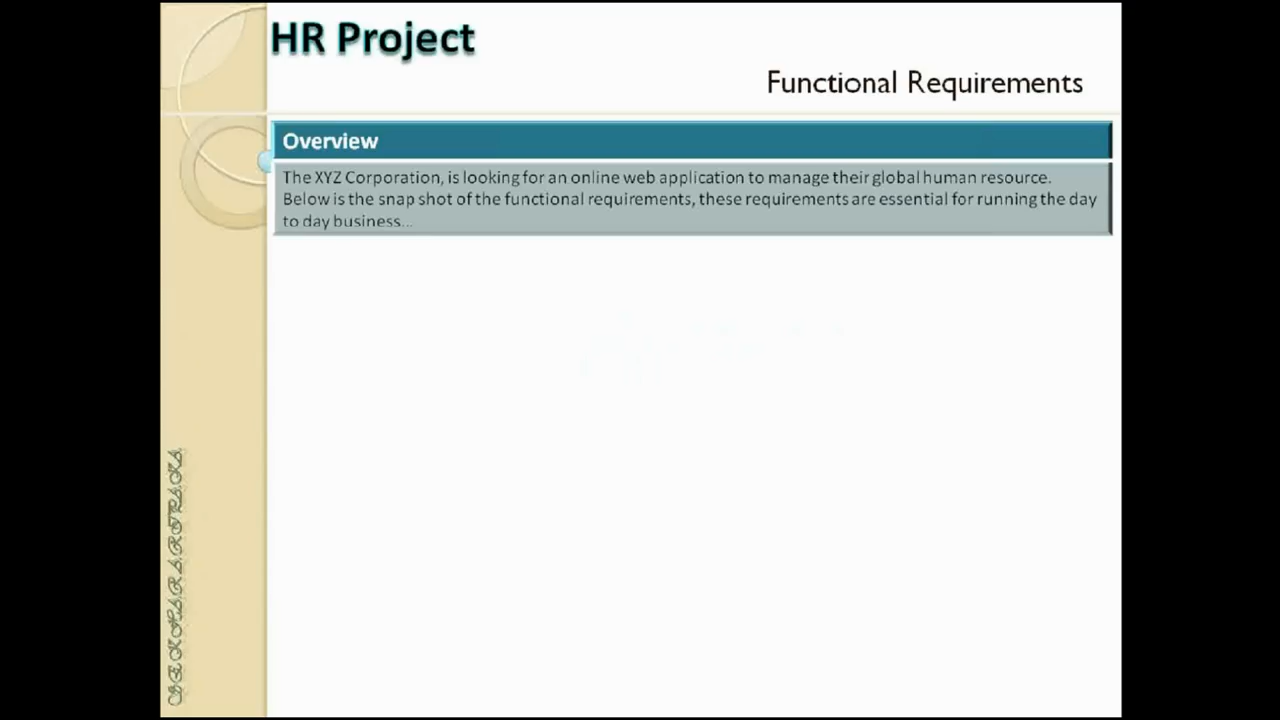 HR Project
Functional Requirements
Overview
The XYZ Corporation, is looking for an online web application to manage their global human resource.
Below is the snap shot of the functional requirements, these requirements are essential for running the day
to day business...